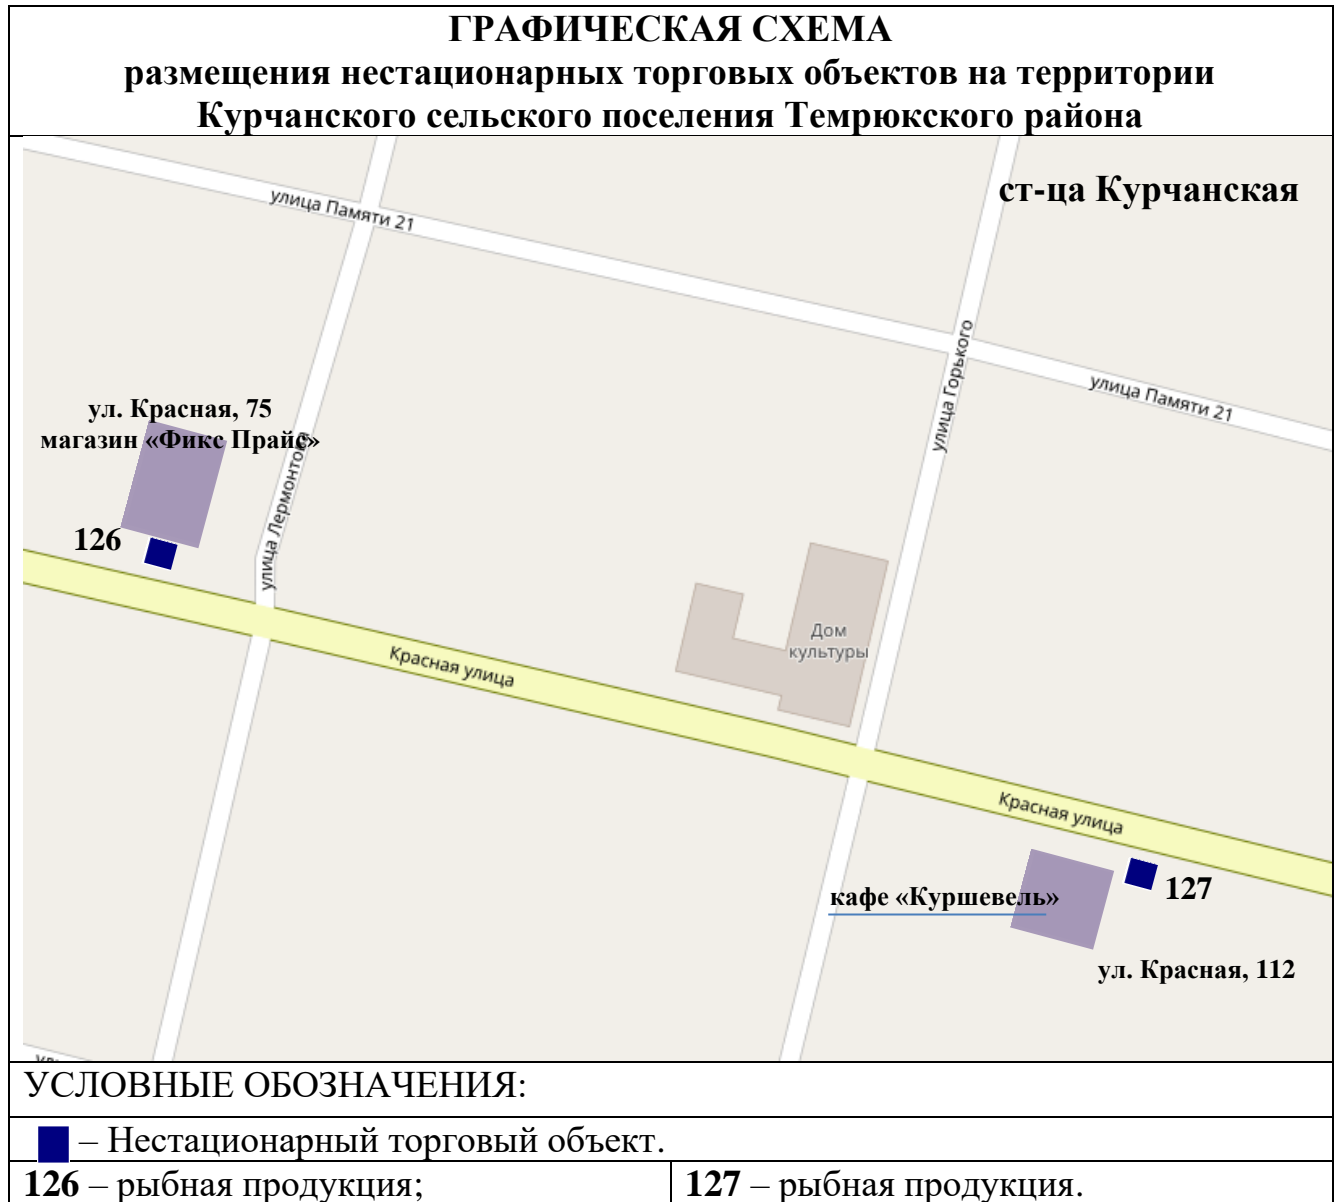 ГРАФИЧЕСКАЯ СХЕМА
размещения нестационарных торговых объектов на территории
Курчанского сельского поселения Темрюкского района
ст-ца Курчанская
улица Памяти 21
улица Горького
улица Памяти 21
ул. Красная, 75
магазин «Фикс Прайс»
улица Лермонтова
126
Дом
культуры
Красная улица
Красная улица
кафе «Куршевель»
127
ул. Красная, 112
УСЛОВНЫЕ ОБОЗНАЧЕНИЯ:
– Нестационарный торговый объект.
126 – рыбная продукция;
127 – рыбная продукция.